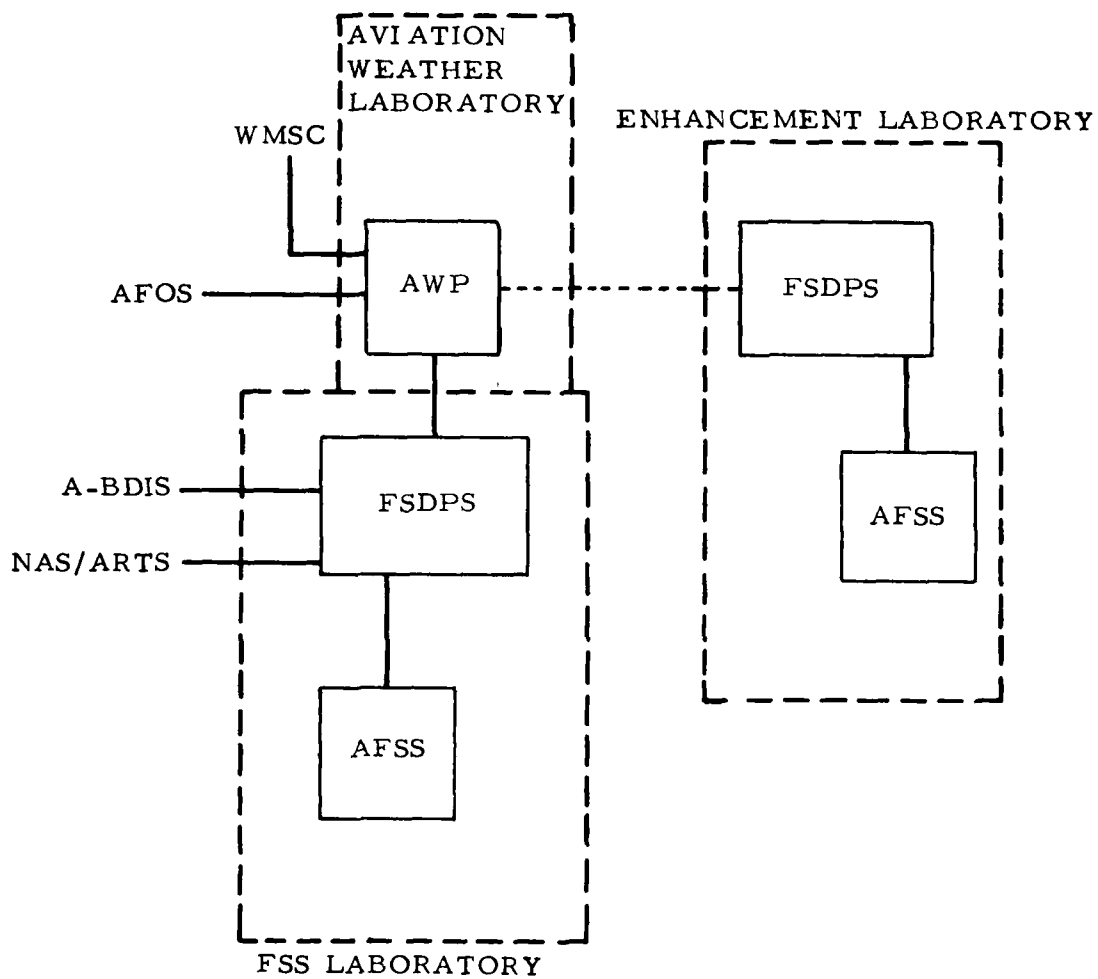 AVIATION
WEATHER
LABORATORY
ENHANCEMENT LABORATORY
WMSC
AFOS
AWP
FSDPS
A-BDIS
FSDPS
AFSS
NAS/ARTS
AFSS
FSS LABORATORY